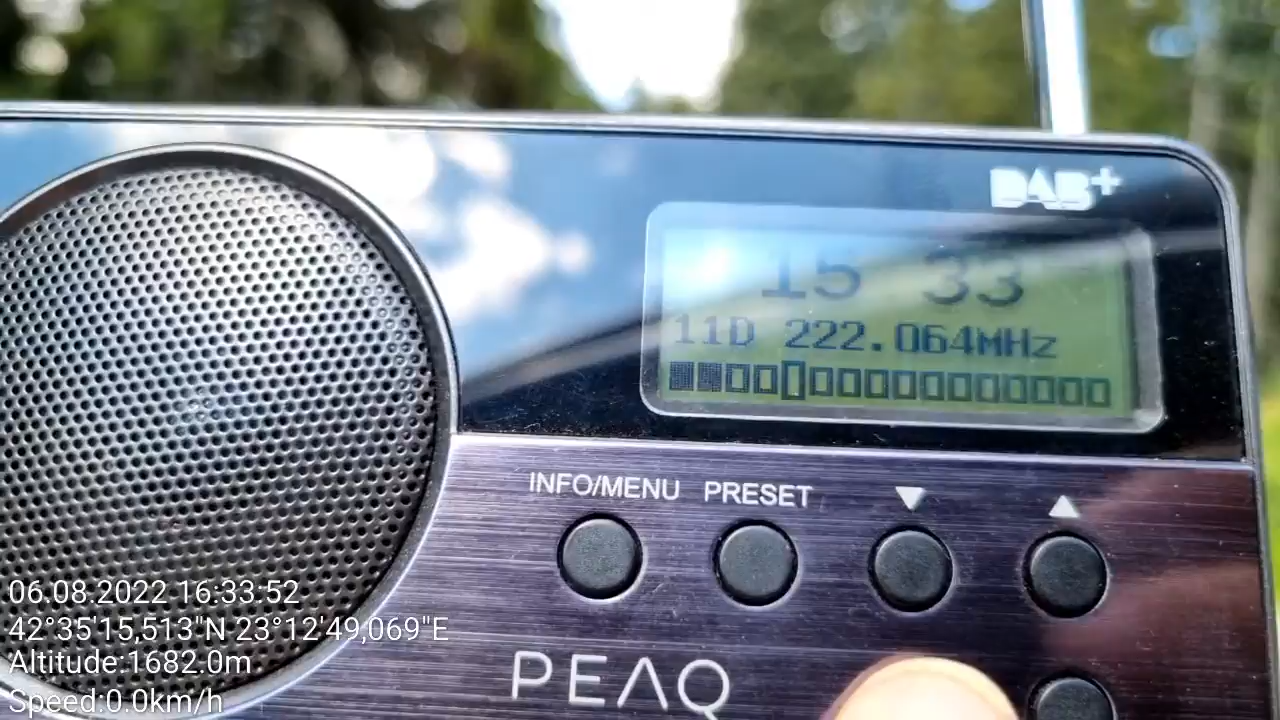 DAB+
15 33
11D 222.064MHz
INFO/MENU PRESET
PEAQ
06.08.2022 16:33:52
42°35'15,513"N 23°12'49,069"E
Altitude:1682.0m
Speed:0.0km/h